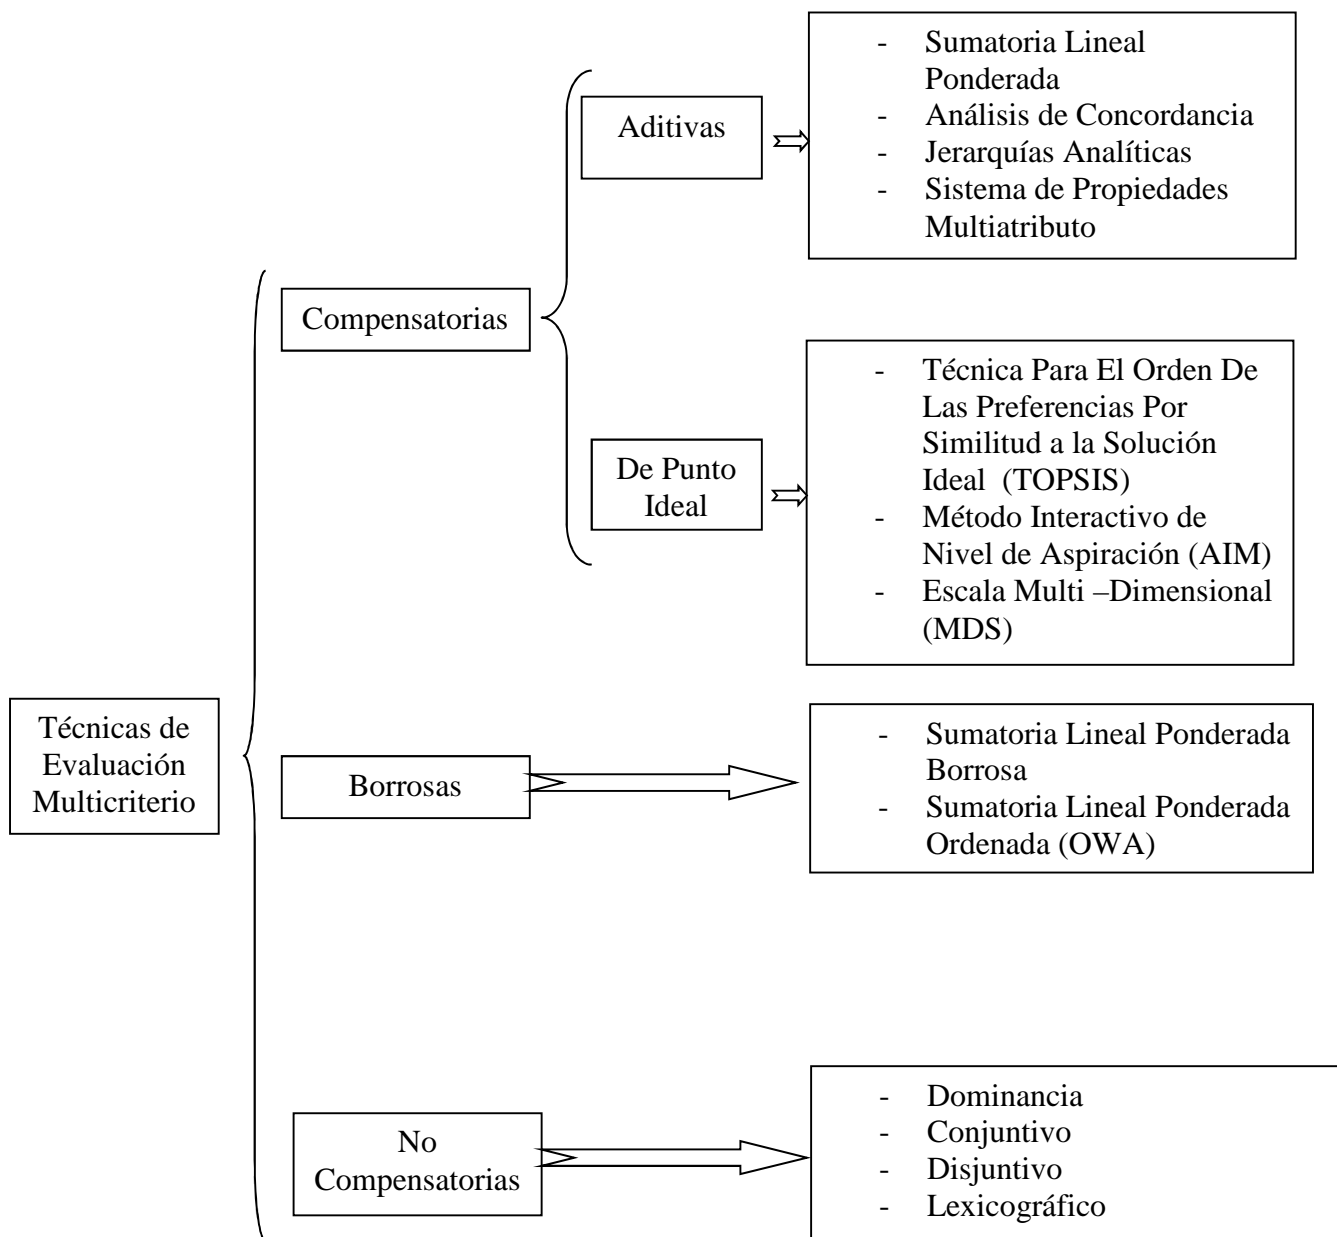 Técnicas de
Evaluación
Multicriterio
Compensatorias
Aditivas
- Sumatoria Lineal
Ponderada
- Análisis de Concordancia
- Jerarquías Analíticas
- Sistema de Propiedades
Multiatributo
De Punto
Ideal
- Técnica Para El Orden De
Las Preferencias Por
Similitud a la Solución
Ideal (TOPSIS)
- Método Interactivo de
Nivel de Aspiración (AIM)
- Escala Multi –Dimensional
(MDS)
Borrosas
- Sumatoria Lineal Ponderada
Borrosa
- Sumatoria Lineal Ponderada
Ordenada (OWA)
No
Compensatorias
- Dominancia
- Conjuntivo
- Disjuntivo
- Lexicográfico